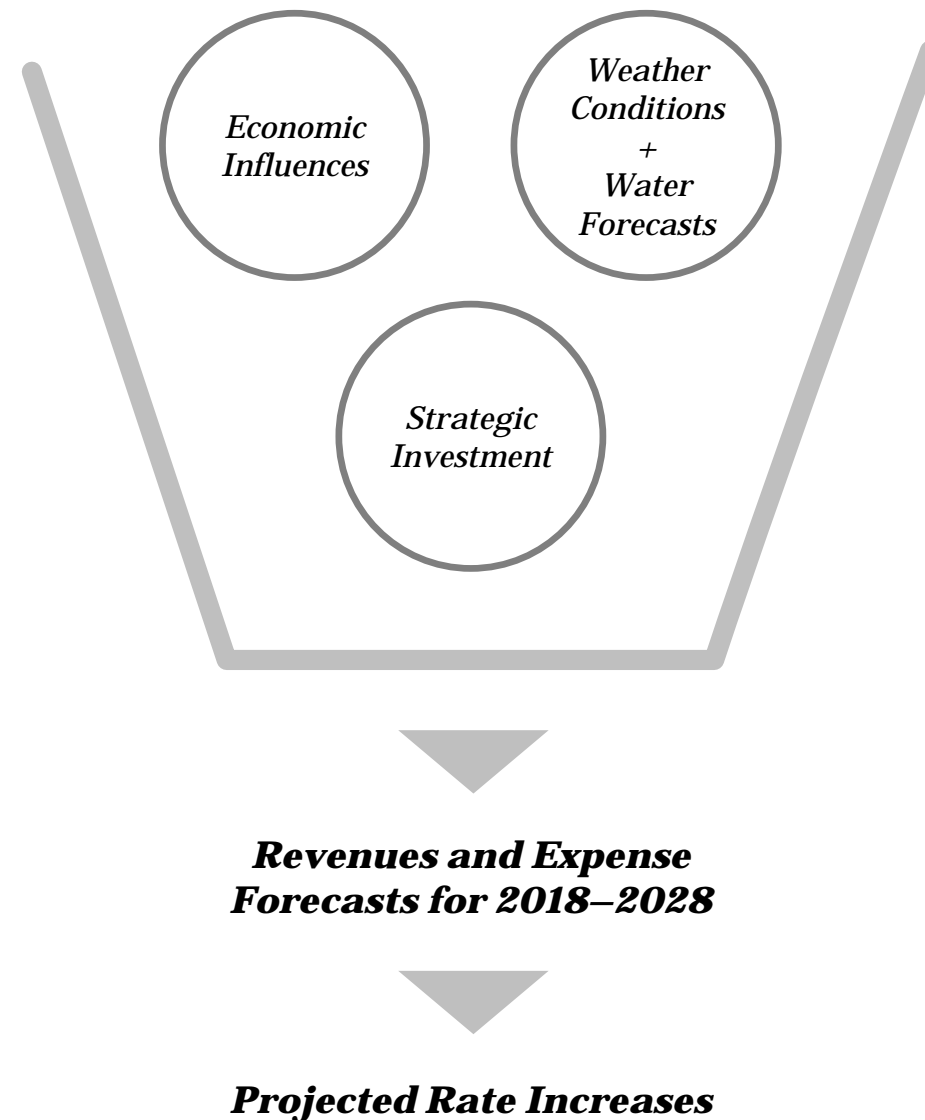 Economic
Influences
Weather
Conditions
+
Water
Forecasts
Strategic
Investment
Revenues and Expense
Forecasts for 2018–2028
Projected Rate Increases